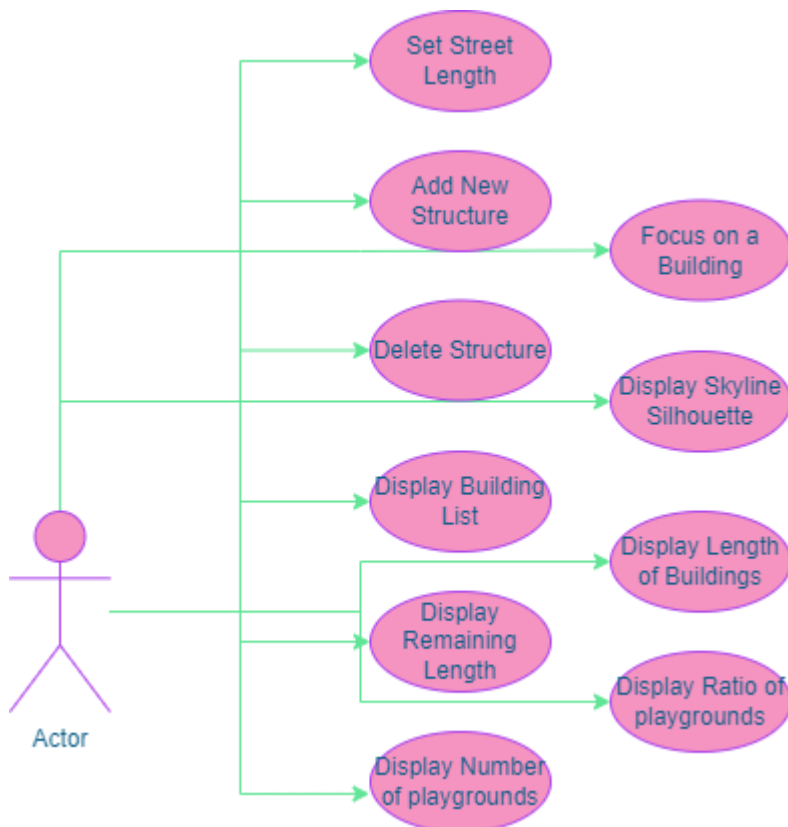 Set Street
Length
Add New
Structure
Focus on a
Building
Delete Structure
Display Skyline
Silhouette
Display Building
List
Display Length
of Buildings
Display
Remaining
Length
Display Ratio of
playgrounds
Actor
Display Number
of playgrounds